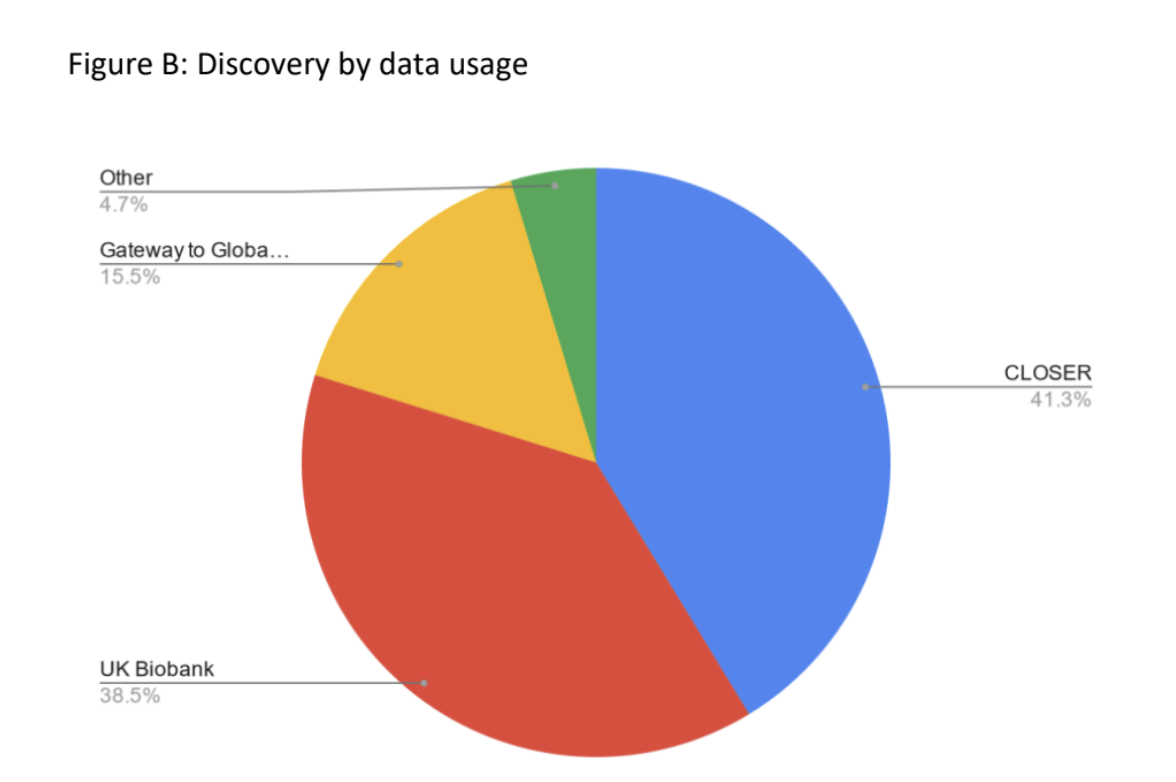 Figure B: Discovery by data usage
Other
4.7%
Gateway to Globa...
15.5%
CLOSER
41.3%
UK Biobank
38.5%